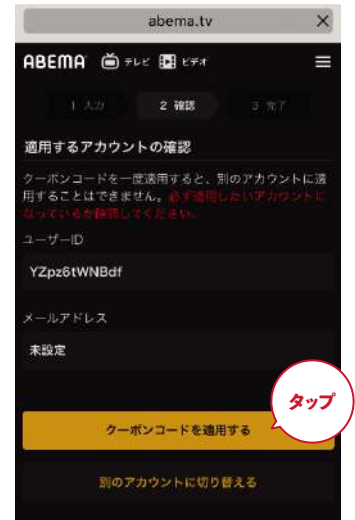 abema.tv ×
ABEMA テレビ ビデオ
1 入力 2 確認 3 完了
適用するアカウントの確認
クーポンコードを一度適用すると、別のアカウントに適
用することはできません。必ず適用したいアカウントに
なっているか確認してください。
ユーザーID
YZpz6tWNBdf
メールアドレス
未設定
タップ
クーポンコードを適用する
別のアカウントに切り替える